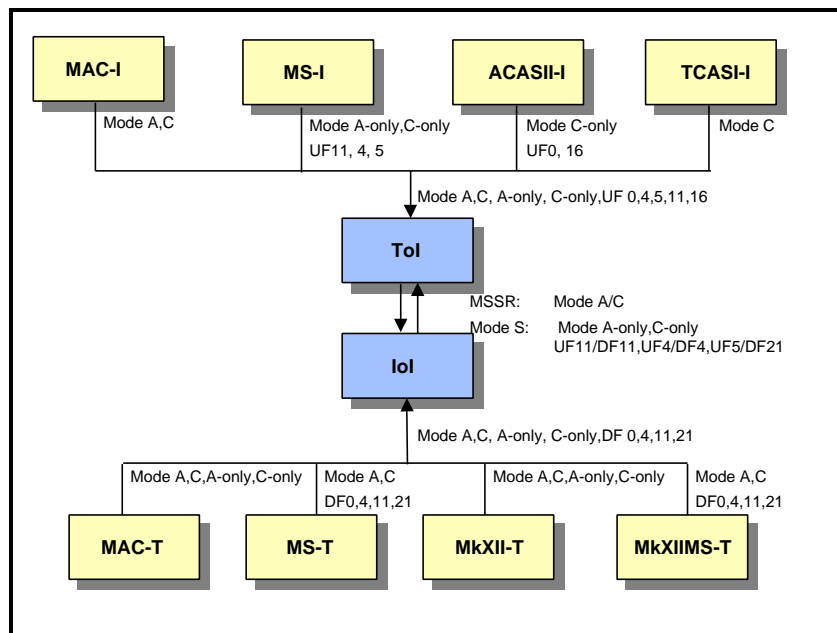 MAC-I
MS-I
ACASII-I
TCASI-I
Mode A,C
Mode A-only,C-only
UF11, 4, 5
Mode C-only
UF0, 16
Mode C
Mode A,C, A-only, C-only,UF 0,4,5,11,16
ToI
MSSR: Mode A/C
Mode S: Mode A-only,C-only
UF11/DF11,UF4/DF4,UF5/DF21
IoI
Mode A,C, A-only, C-only,DF 0,4,11,21
Mode A,C,A-only,C-only
Mode A,C
DF0,4,11,21
Mode A,C,A-only,C-only
Mode A,C
DF0,4,11,21
MAC-T
MS-T
MkXII-T
MkXIIMS-T